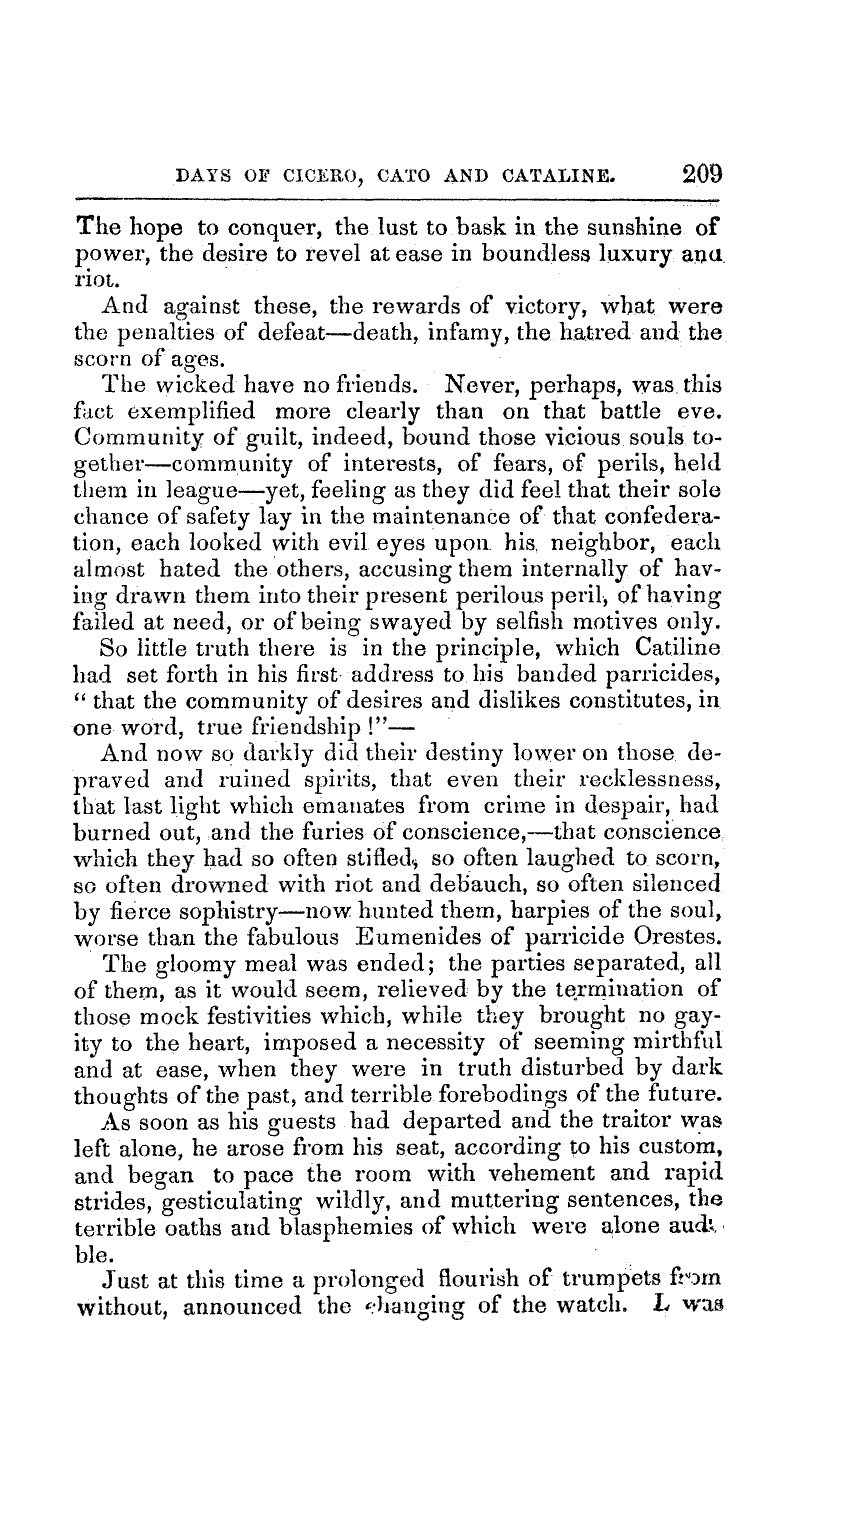 DAYS OF CICERO, CATO AND CATALINE. 209
The hope to conquer, the lust to bask in the sunshine of
power, the desire to revel at ease in boundless luxury and
riot.
And against these, the rewards of victory, what were
the penalties of defeat—death, infamy, the hatred and the
scorn of ages.
The wicked have no friends. Never, perhaps, was this
fact exemplified more clearly than on that battle eve.
Community of guilt, indeed, bound those vicious souls to-
gether—community of interests, of fears, of perils, held
them in league—yet, feeling as they did feel that their sole
chance of safety lay in the maintenance of that confedera-
tion, each looked with evil eyes upon his neighbor, each
almost hated the others, accusing them internally of hav-
ing drawn them into their present perilous peril, of having
failed at need, or of being swayed by selfish motives only.
So little truth there is in the principle, which Catiline
had set forth in his first address to his banded parricides,
“ that the community of desires and dislikes constitutes, in
one word, true friendship !”—
And now so darkly did their destiny lower on those de-
praved and ruined spirits, that even their recklessness,
that last light which emanates from crime in despair, had
burned out, and the furies of conscience,—that conscience
which they had so often stifled, so often laughed to scorn,
so often drowned with riot and debauch, so often silenced
by fierce sophistry—now hunted them, harpies of the soul,
worse than the fabulous Eumenides of parricide Orestes.
The gloomy meal was ended; the parties separated, all
of them, as it would seem, relieved by the termination of
those mock festivities which, while they brought no gay-
ity to the heart, imposed a necessity of seeming mirthful
and at ease, when they were in truth disturbed by dark
thoughts of the past, and terrible forebodings of the future.
As soon as his guests had departed and the traitor was
left alone, he arose from his seat, according to his custom,
and began to pace the room with vehement and rapid
strides, gesticulating wildly, and muttering sentences, the
terrible oaths and blasphemies of which were alone audi-
ble.
Just at this time a prolonged flourish of trumpets from
without, announced the changing of the watch. It was